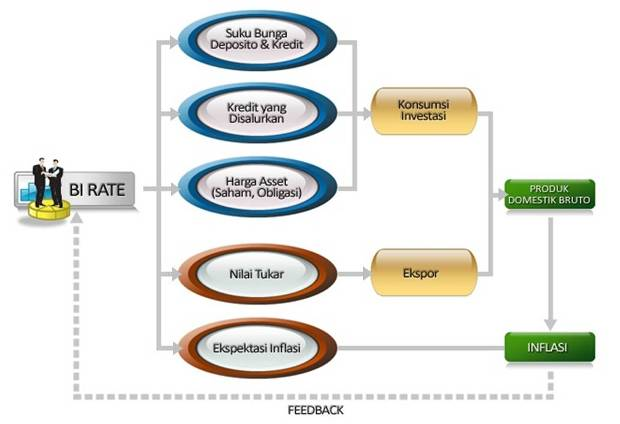 Suku Bunga
Deposito & Kredit
Kredit yang
Disalurkan
Konsumsi
Investasi
BI RATE
Harga Asset
(Saham, Obligasi)
PRODUK
DOMESTIK BRUTO
Nilai Tukar
Ekspor
Ekspektasi Inflasi
INFLASI
FEEDBACK